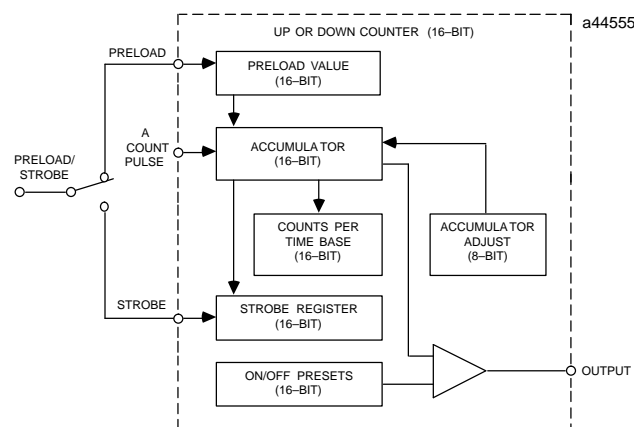 UP OR DOWN COUNTER (16–BIT)
a44555
PRELOAD
PRELOAD VALUE
(16–BIT)
A
COUNT
PULSE
ACCUMULATOR
(16–BIT)
PRELOAD/
STROBE
COUNTS PER
TIME BASE
(16–BIT)
ACCUMULATOR
ADJUST
(8–BIT)
STROBE
STROBE REGISTER
(16–BIT)
ON/OFF PRESETS
(16–BIT)
OUTPUT